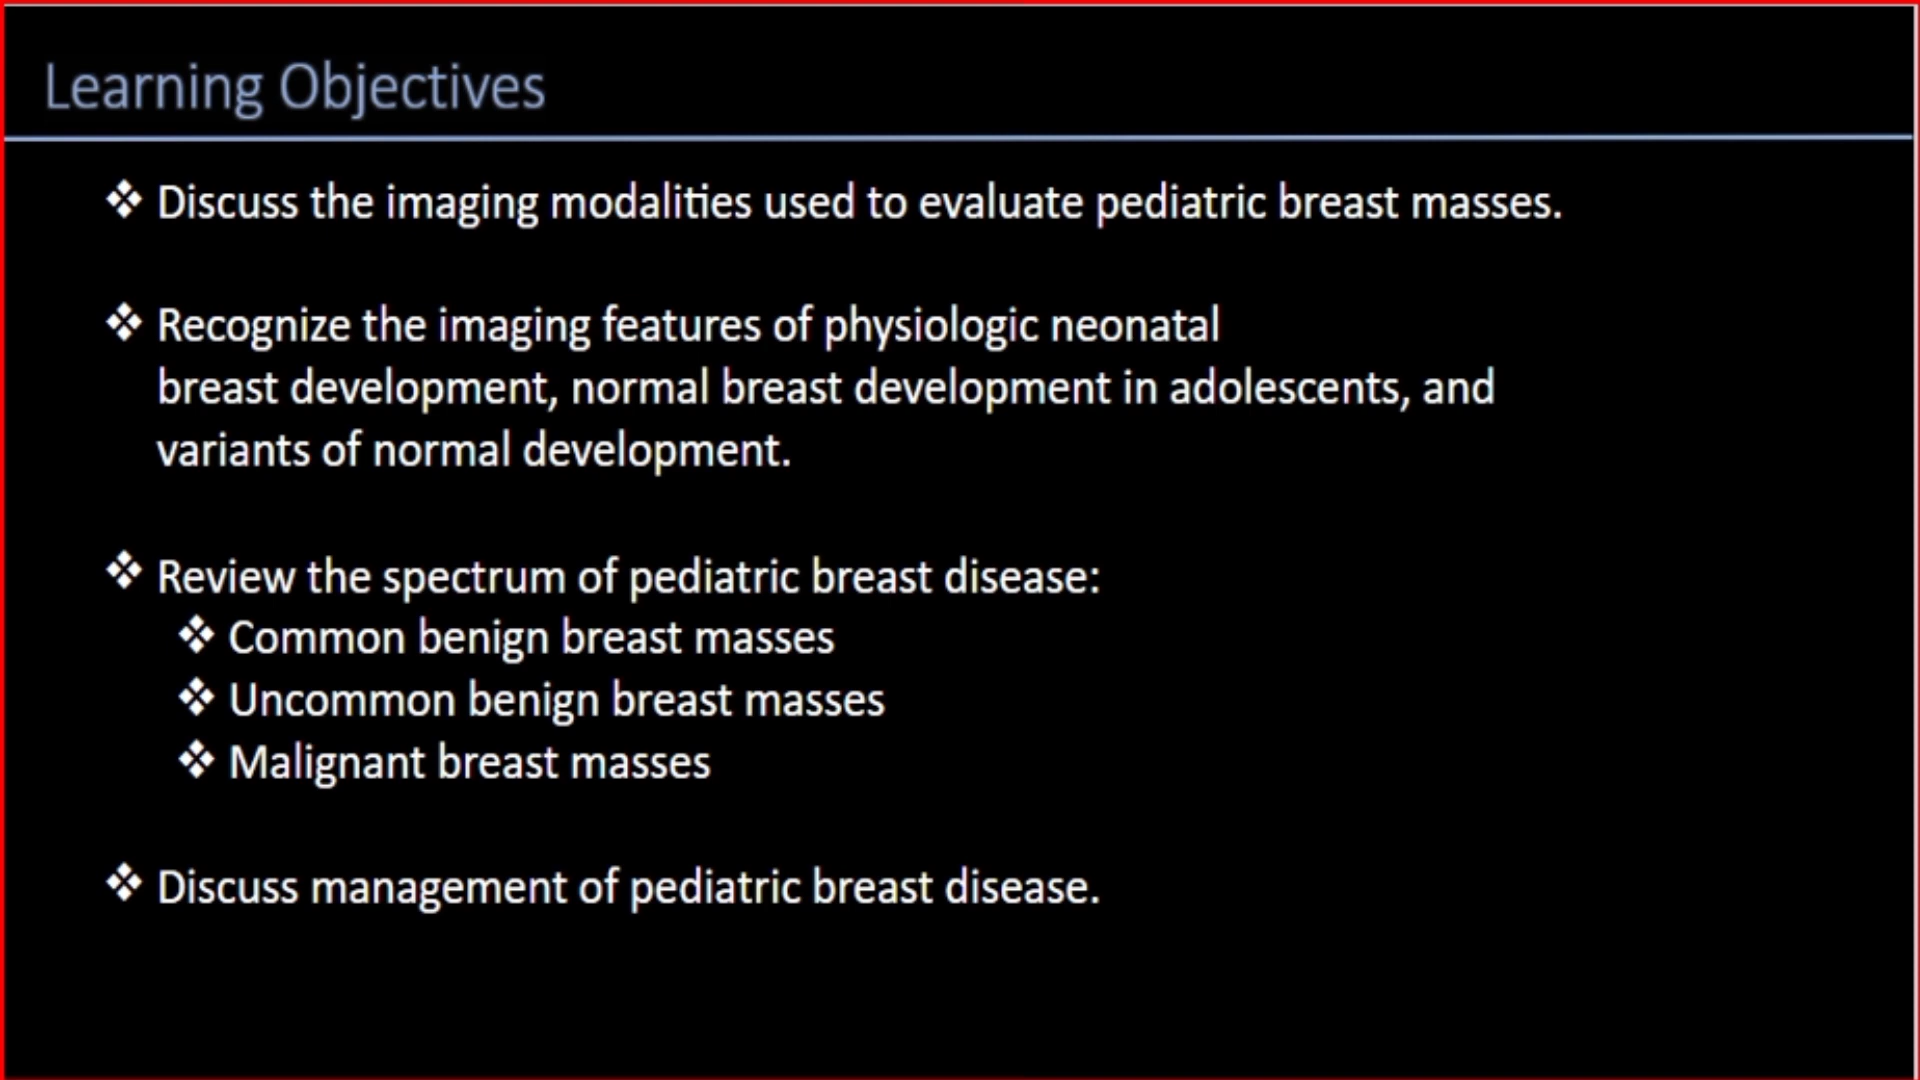 Learning Objectives
❖ Discuss the imaging modalities used to evaluate pediatric breast masses.
❖ Recognize the imaging features of physiologic neonatal
breast development, normal breast development in adolescents, and
variants of normal development.
❖ Review the spectrum of pediatric breast disease:
❖ Common benign breast masses
❖ Uncommon benign breast masses
❖ Malignant breast masses
❖ Discuss management of pediatric breast disease.